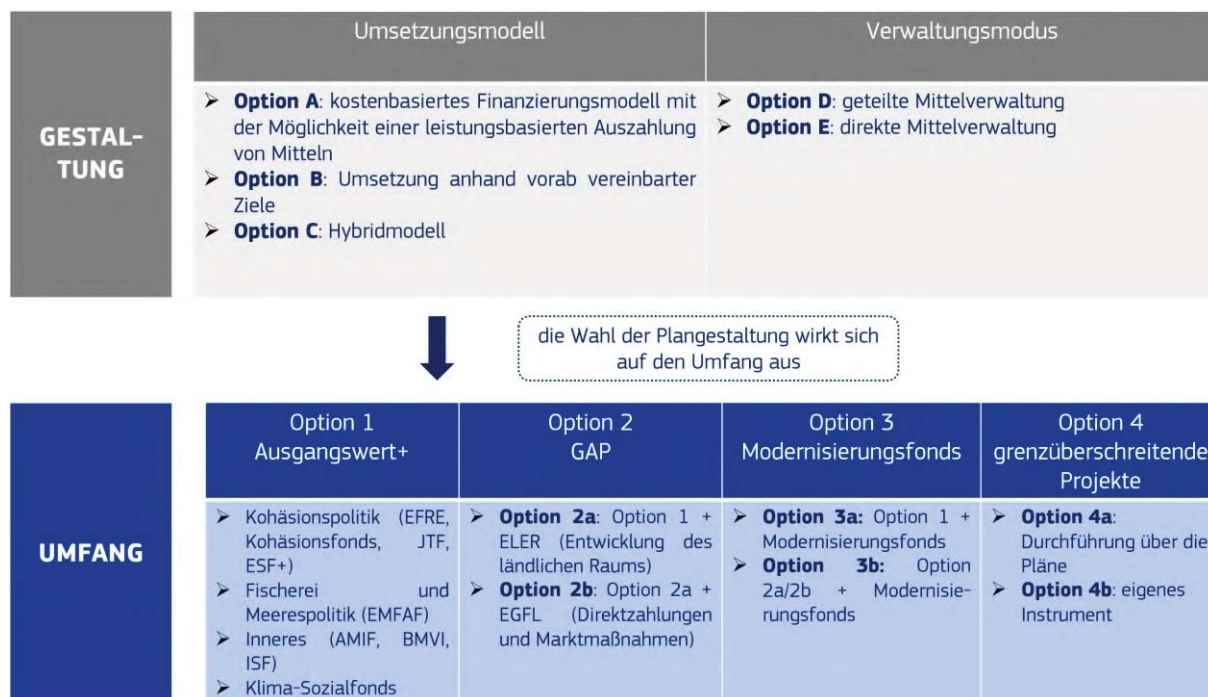 Umsetzungsmodell
Verwaltungsmodus
GESTAL-
TUNG
➢ Option A: kostenbasiertes Finanzierungsmodell mit
der Möglichkeit einer leistungsbasierten Auszahlung
von Mitteln
➢ Option B: Umsetzung anhand vorab vereinbarter
Ziele
➢ Option C: Hybridmodell
➢ Option D: geteilte Mittelverwaltung
➢ Option E: direkte Mittelverwaltung
die Wahl der Plangestaltung wirkt sich
auf den Umfang aus
UMFANG
Option 1
Ausgangswert+
➢ Kohäsionspolitik (EFRE,
Kohäsionsfonds, JTF,
ESF+)
➢ Fischerei und
Meerespolitik (EMFAF)
➢ Inneres (AMIF, BMVI,
ISF)
➢ Klima-Sozialfonds
Option 2
GAP
➢ Option 2a: Option 1 +
ELER (Entwicklung des
ländlichen Raums)
➢ Option 2b: Option 2a +
EGFL (Direktzahlungen
und Marktmaßnahmen)
Option 3
Modernisierungsfonds
➢ Option 3a: Option 1 +
Modernisierungsfonds
➢ Option 3b: Option
2a/2b + Modernisie-
rungsfonds
Option 4
grenzüberschreitende
Projekte
➢ Option 4a:
Durchführung über die
Pläne
➢ Option 4b: eigenes
Instrument